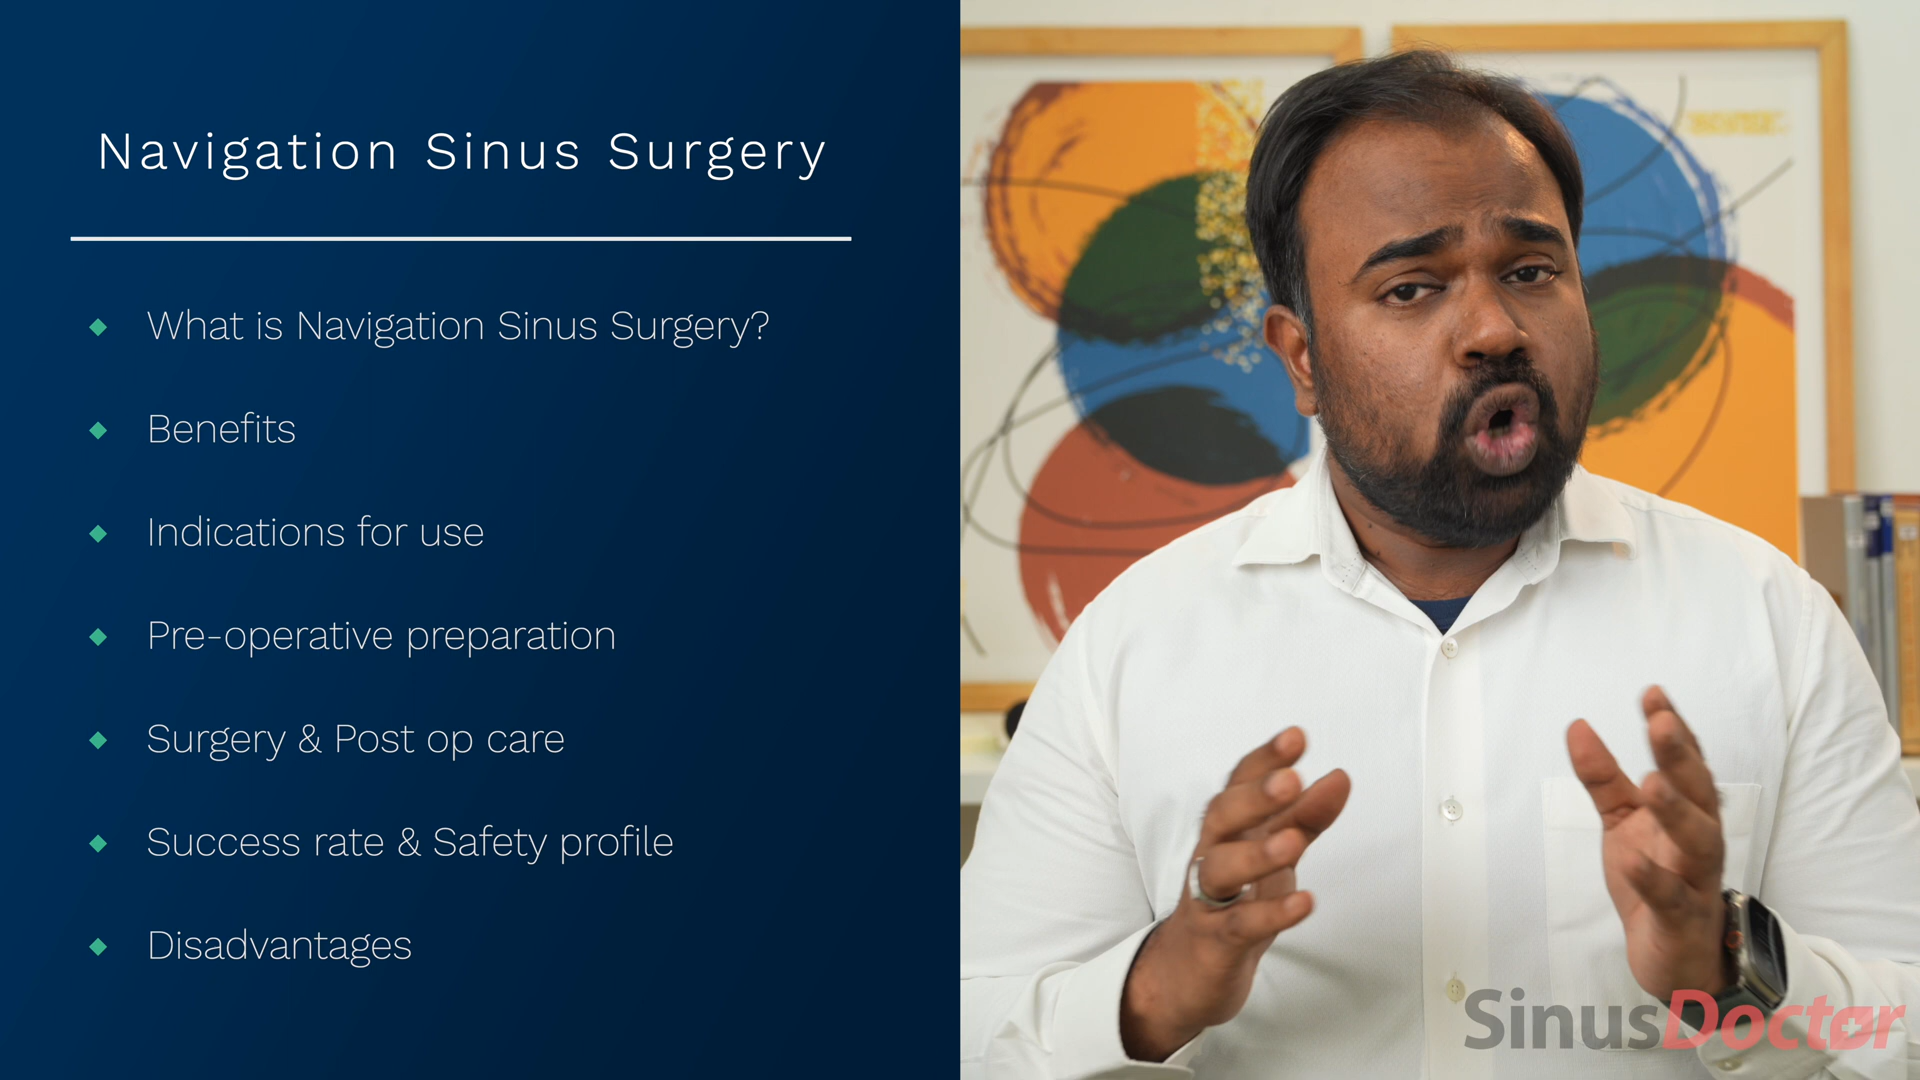 Navigation Sinus Surgery
What is Navigation Sinus Surgery?
Benefits
Indications for use
Pre-operative preparation
Surgery & Post op care
Success rate & Safety profile
Disadvantages
SinusDoctor